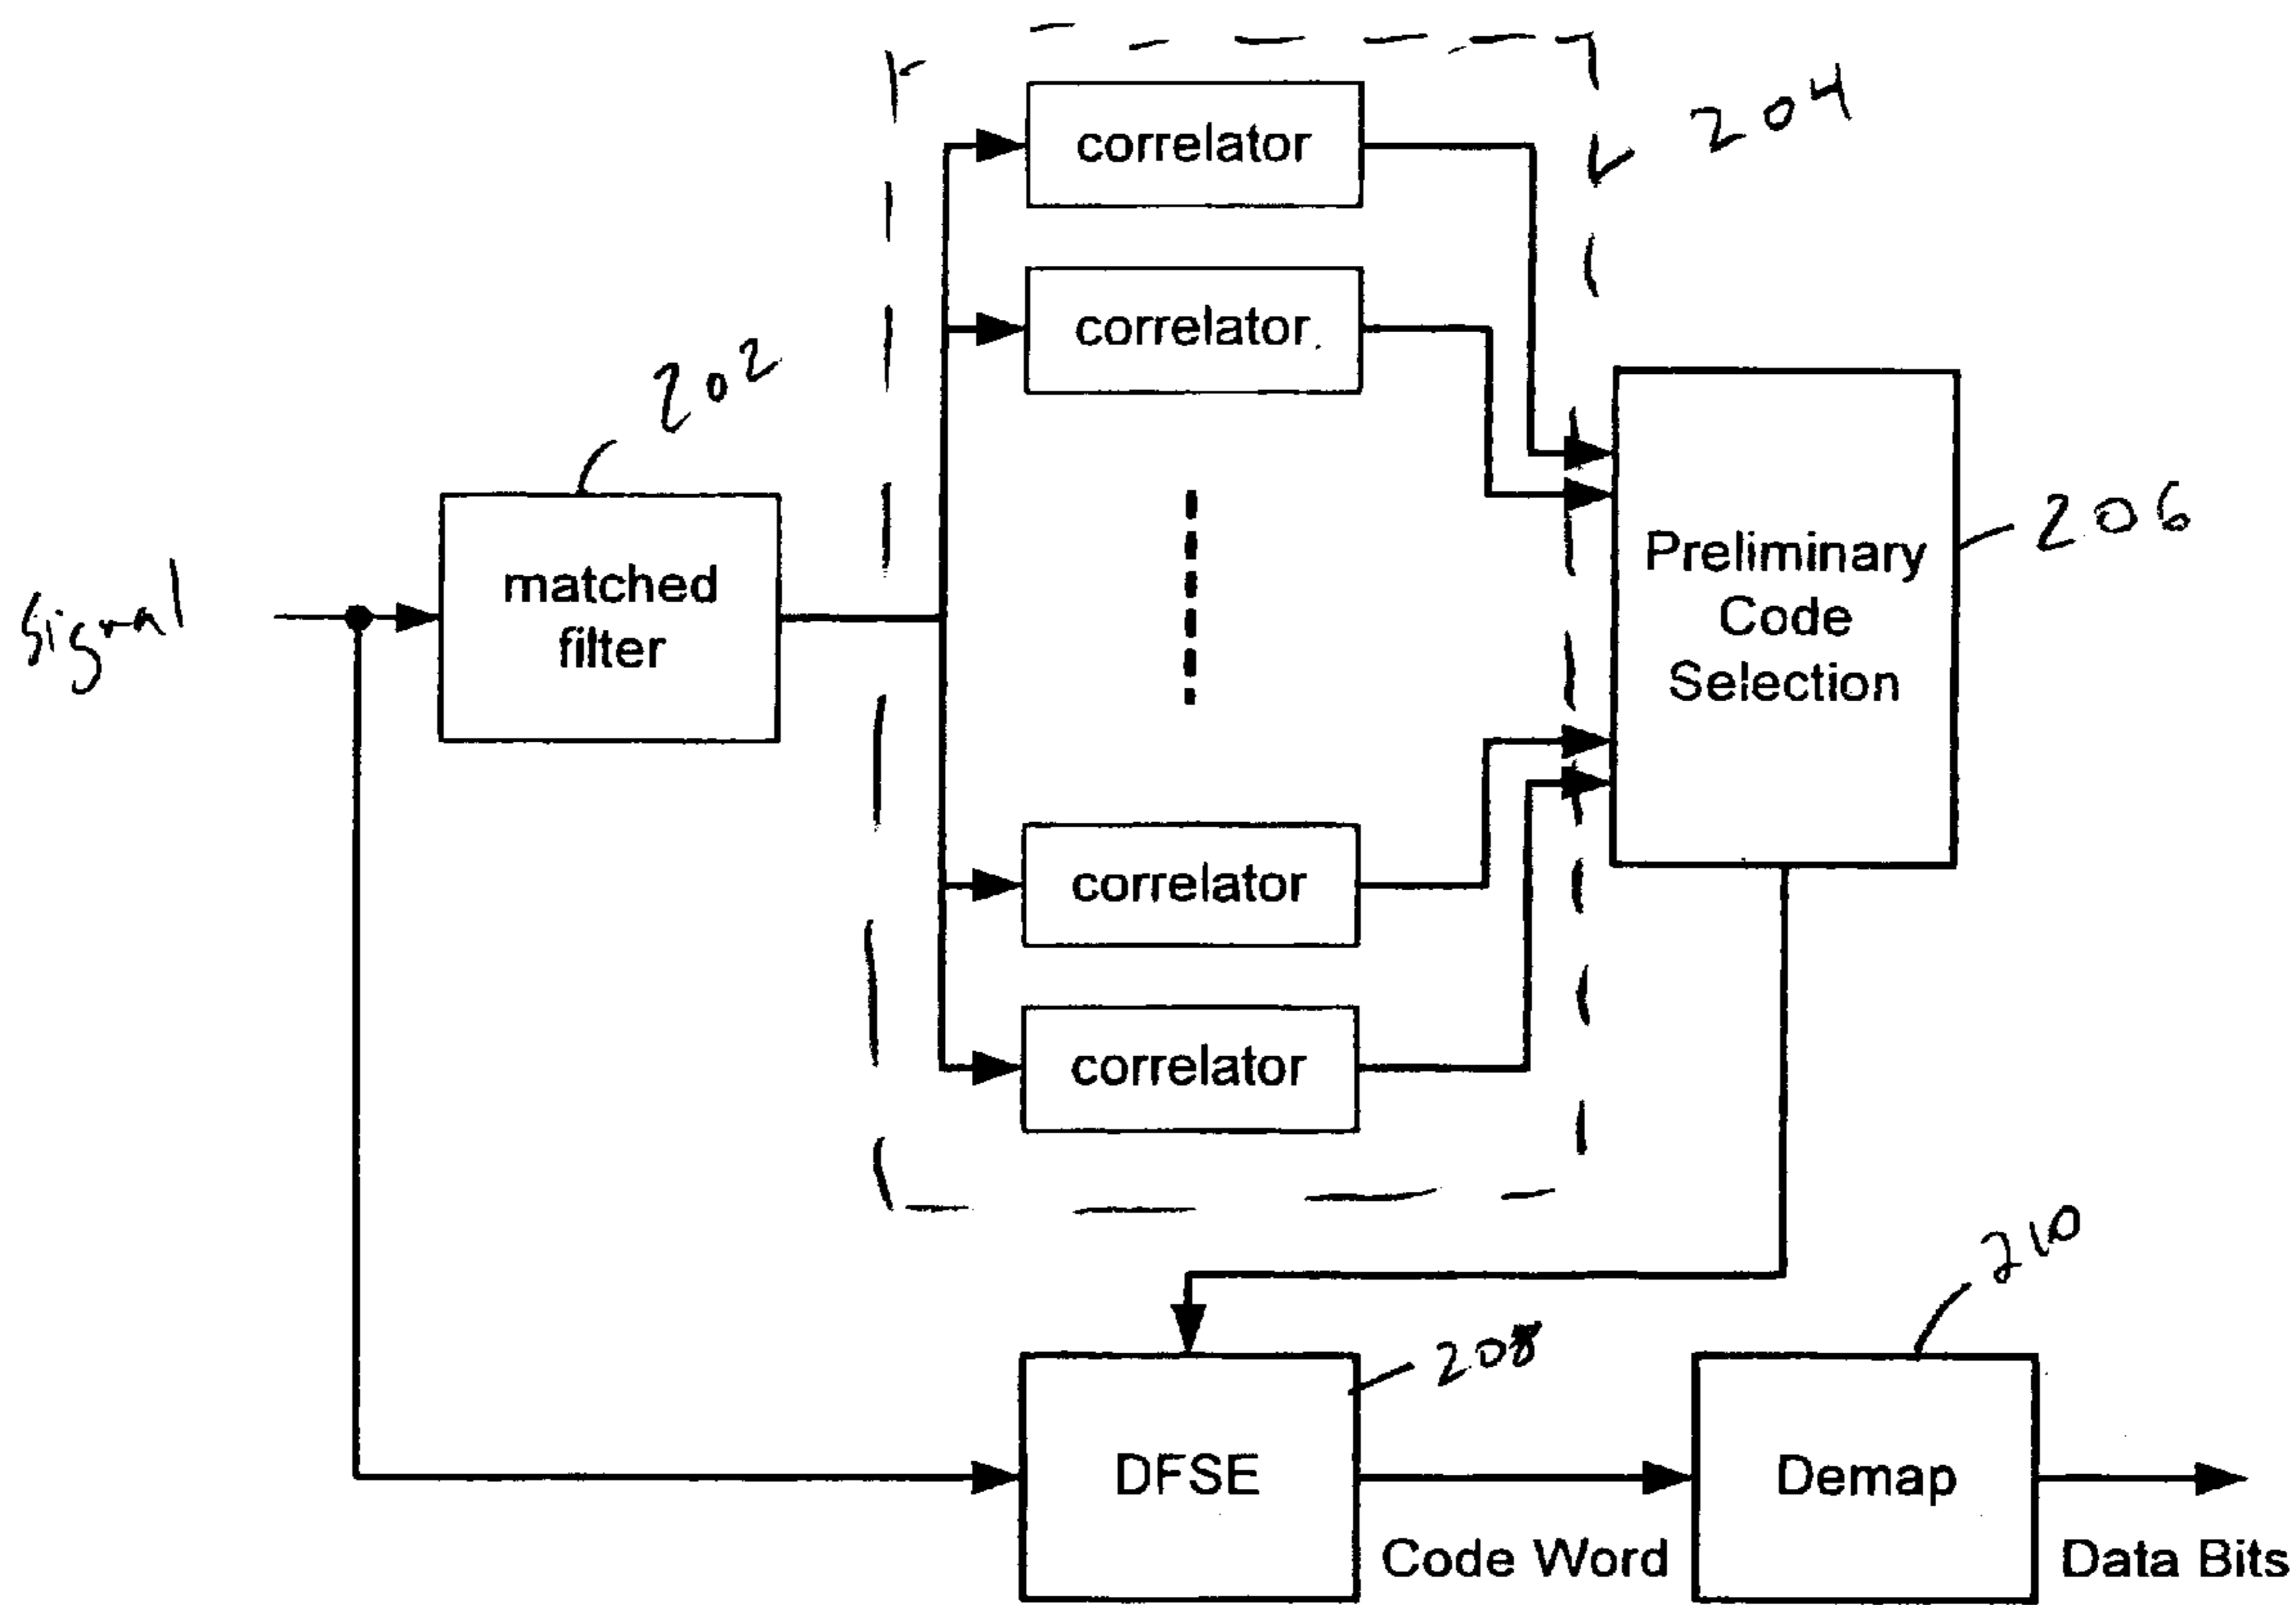 204
correlator
correlator
202
206
Preliminary
Code
Selection
matched
filter
Signal
correlator
correlator
210
208
DFSE
Demap
Code Word
Data Bits